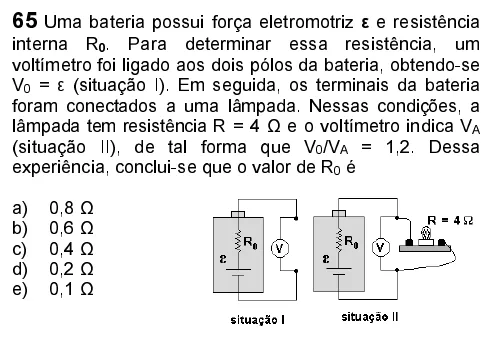 65 Uma bateria possui força eletromotriz ε e resistência
interna R₀. Para determinar essa resistência, um
voltímetro foi ligado aos dois pólos da bateria, obtendo-se
V₀ = ε (situação I). Em seguida, os terminais da bateria
foram conectados a uma lâmpada. Nessas condições, a
lâmpada tem resistência R = 4 Ω e o voltímetro indica V_A
(situação II), de tal forma que V₀/V_A = 1,2. Dessa
experiência, conclui-se que o valor de R₀ é
a) 0,8 Ω
b) 0,6 Ω
c) 0,4 Ω
d) 0,2 Ω
e) 0,1 Ω
R₀
ε
V
situação I
R₀
ε
V
R = 4 Ω
situação II